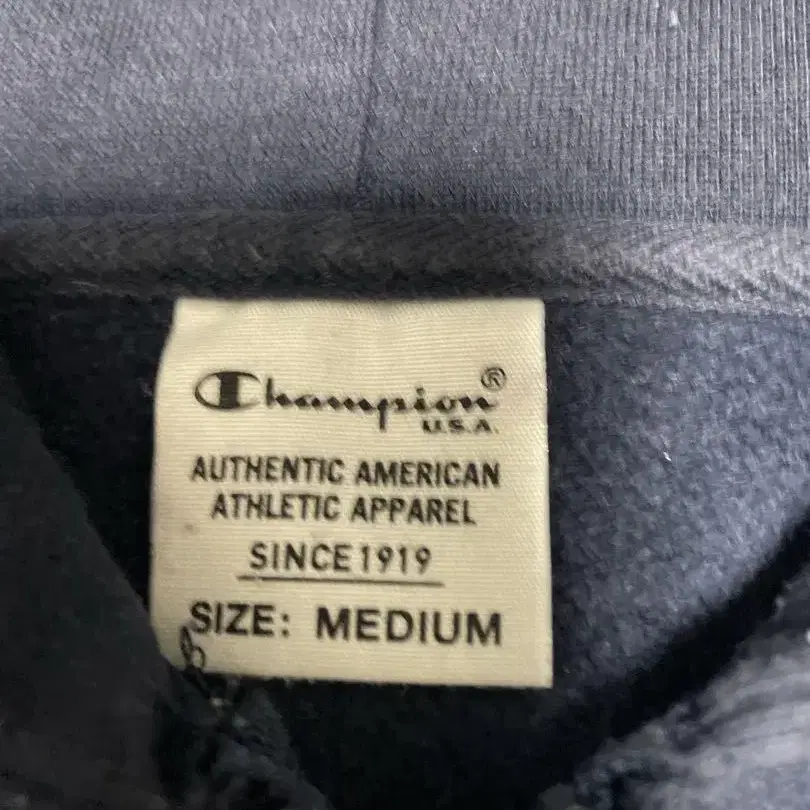 Champion®
U.S.A.
AUTHENTIC AMERICAN
ATHLETIC APPAREL
SINCE 1919
SIZE: MEDIUM